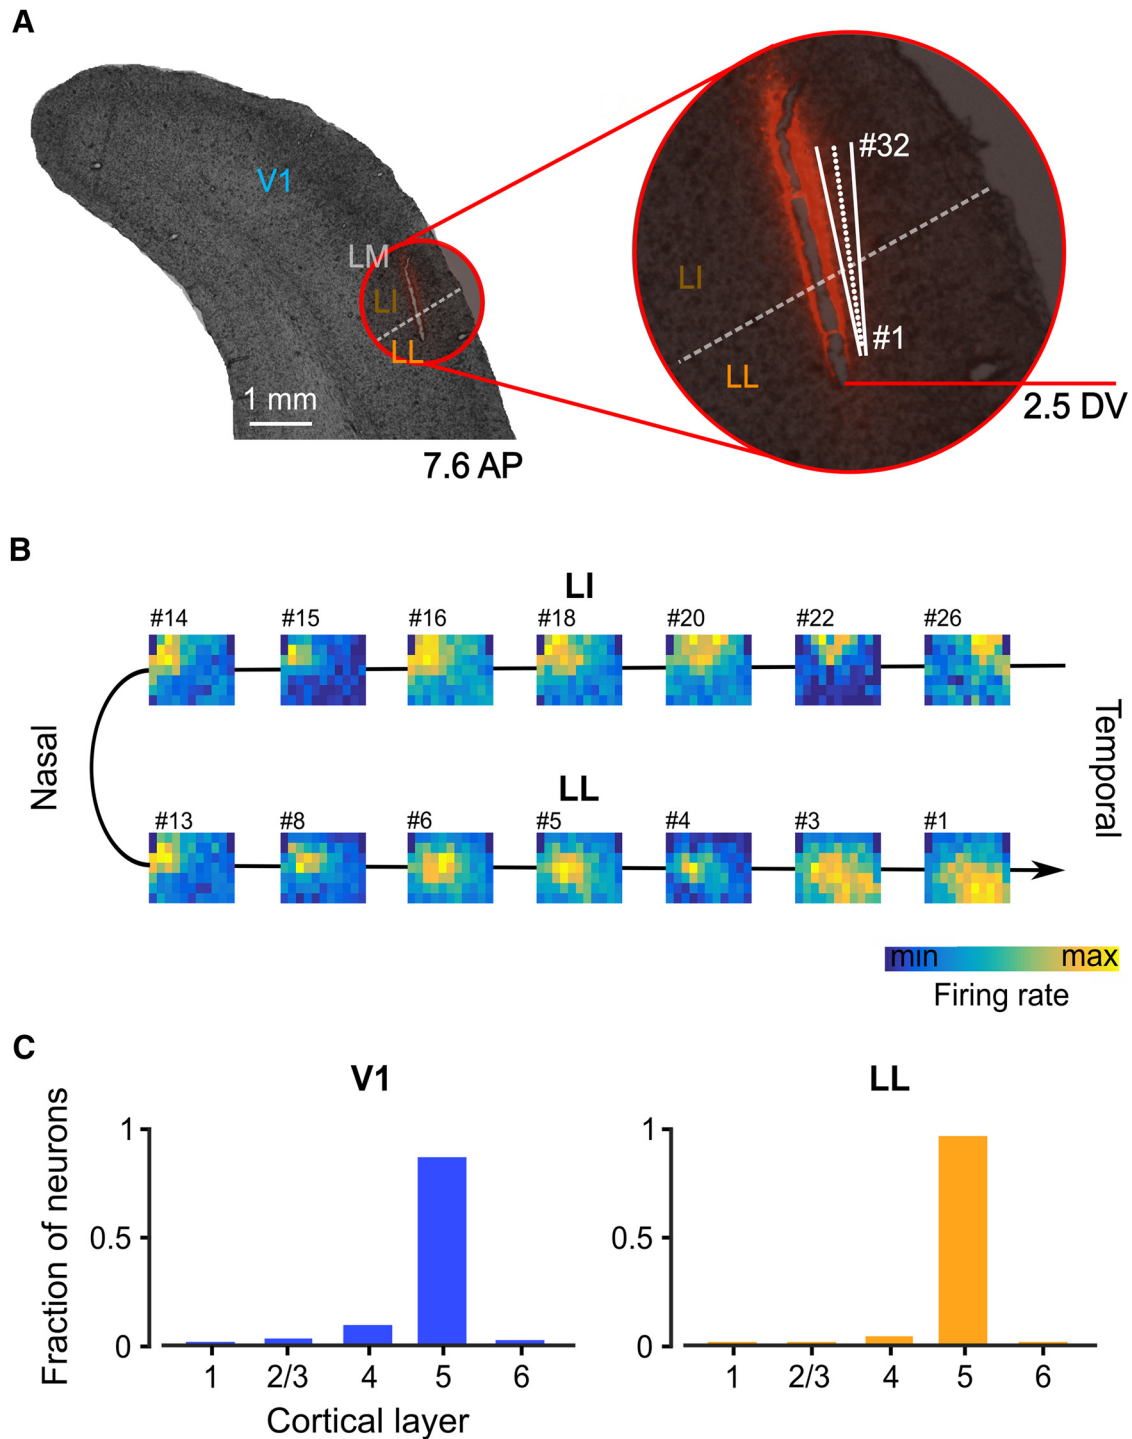 A
V1
LM
LI
LL
1 mm
7.6 AP
#32
LI
#1
LL
2.5 DV
B
LI
#14 #15 #16 #18 #20 #22 #26
Nasal
Temporal
LL
#13 #8 #6 #5 #4 #3 #1
min max
Firing rate
C
V1 LL
Fraction of neurons
1 1
0.5 0.5
0 0
1 2/3 4 5 6 1 2/3 4 5 6
Cortical layer